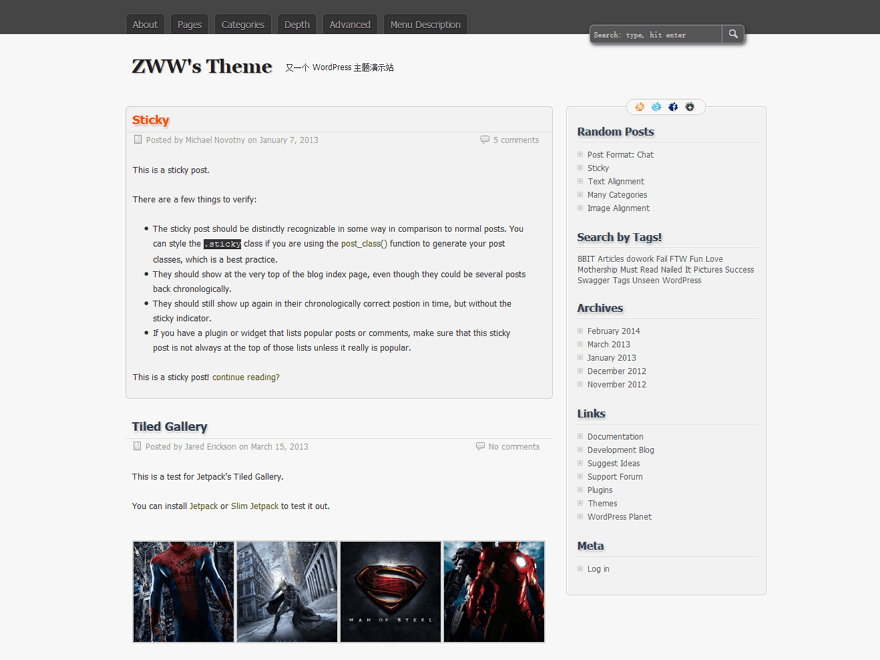 About Pages Categories Depth Advanced Menu Description
Search: type, hit enter
ZWW's Theme 又一个 WordPress 主题演示站
Sticky
Posted by Michael Novotny on January 7, 2013 5 comments
This is a sticky post.
There are a few things to verify:
The sticky post should be distinctly recognizable in some way in comparison to normal posts. You
can style the .sticky class if you are using the post_class() function to generate your post
classes, which is a best practice.
They should show at the very top of the blog index page, even though they could be several posts
back chronologically.
They should still show up again in their chronologically correct postion in time, but without the
sticky indicator.
If you have a plugin or widget that lists popular posts or comments, make sure that this sticky
post is not always at the top of those lists unless it really is popular.
This is a sticky post! continue reading?
Tiled Gallery
Posted by Jared Erickson on March 15, 2013 No comments
This is a test for Jetpack's Tiled Gallery.
You can install Jetpack or Slim Jetpack to test it out.
MAN OF STEEL
Random Posts
Post Format: Chat
Sticky
Text Alignment
Many Categories
Image Alignment
Search by Tags!
8BIT Articles dowork Fail FTW Fun Love
Mothership Must Read Nailed It Pictures Success
Swagger Tags Unseen WordPress
Archives
February 2014
March 2013
January 2013
December 2012
November 2012
Links
Documentation
Development Blog
Suggest Ideas
Support Forum
Plugins
Themes
WordPress Planet
Meta
Log in